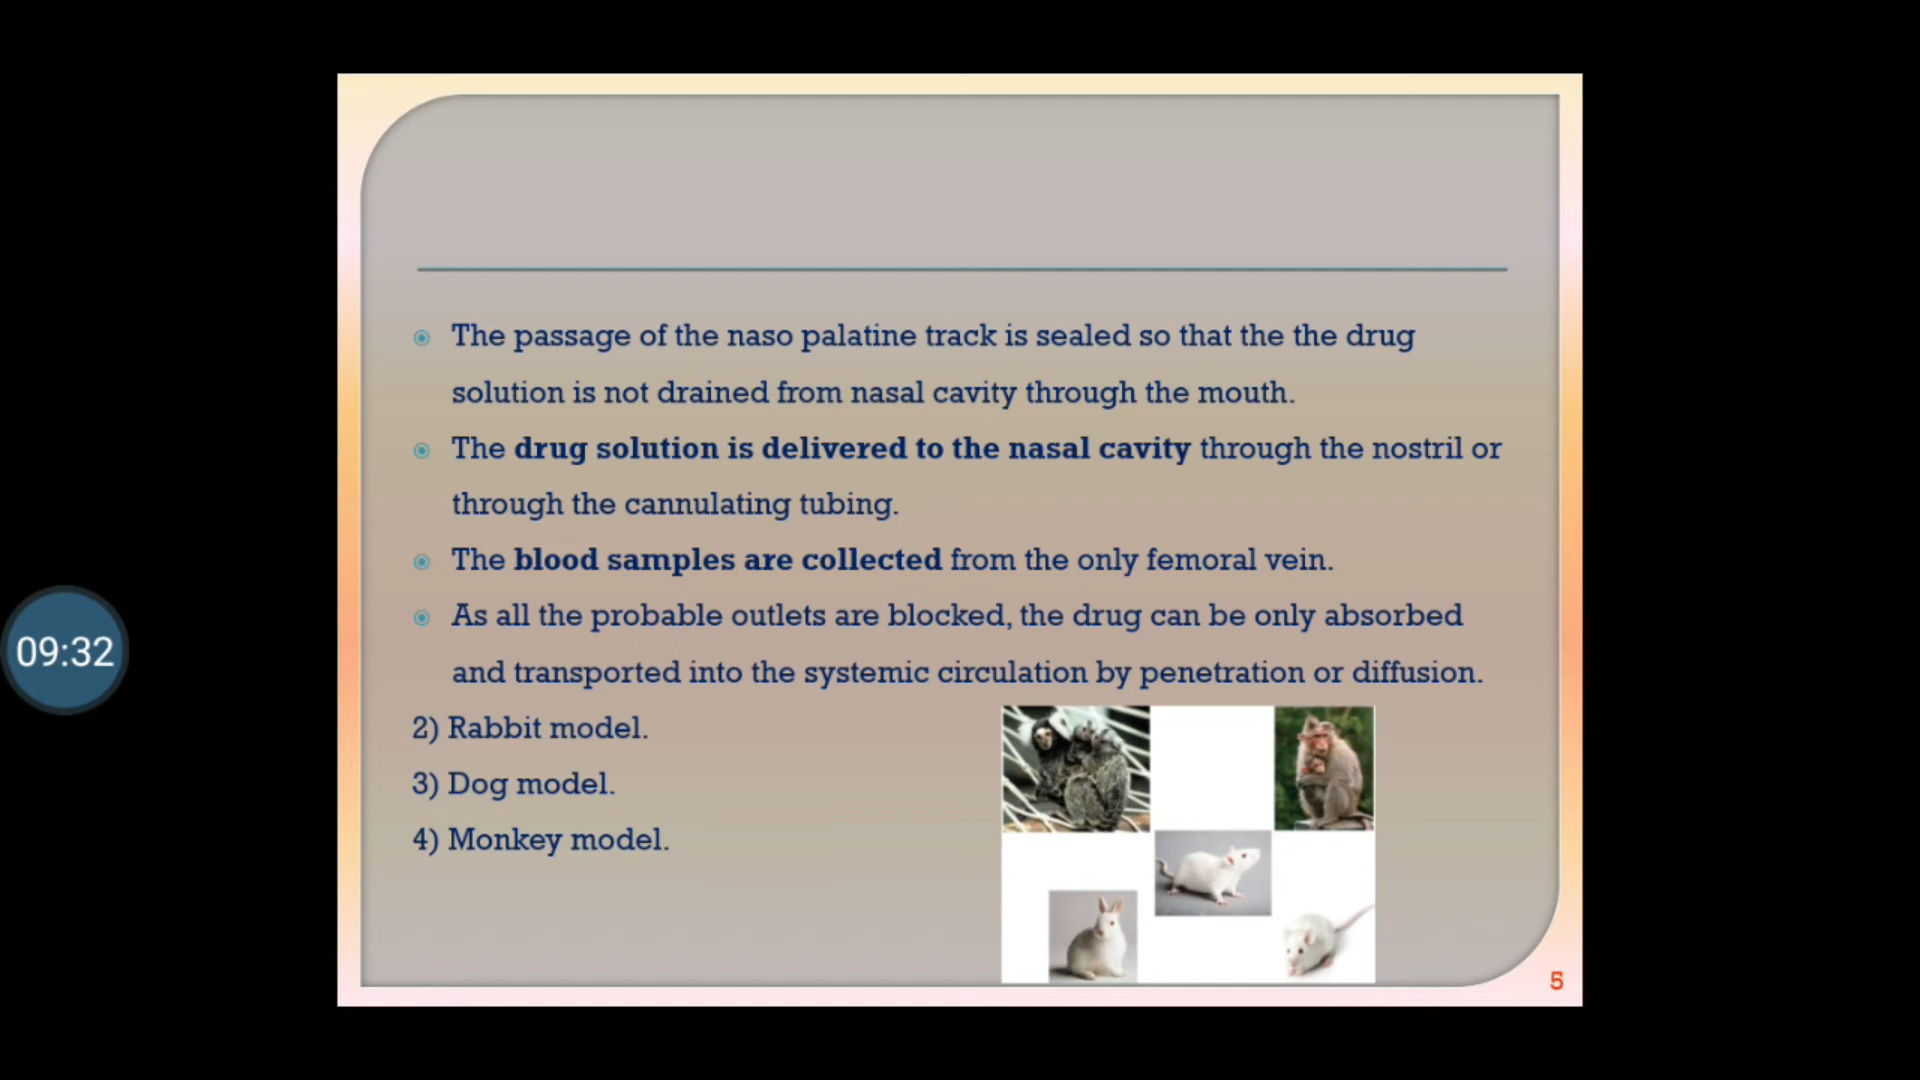 The passage of the naso palatine track is sealed so that the the drug
solution is not drained from nasal cavity through the mouth.
The drug solution is delivered to the nasal cavity through the nostril or
through the cannulating tubing.
The blood samples are collected from the only femoral vein.
As all the probable outlets are blocked, the drug can be only absorbed
and transported into the systemic circulation by penetration or diffusion.
2) Rabbit model.
3) Dog model.
4) Monkey model.
09:32
5